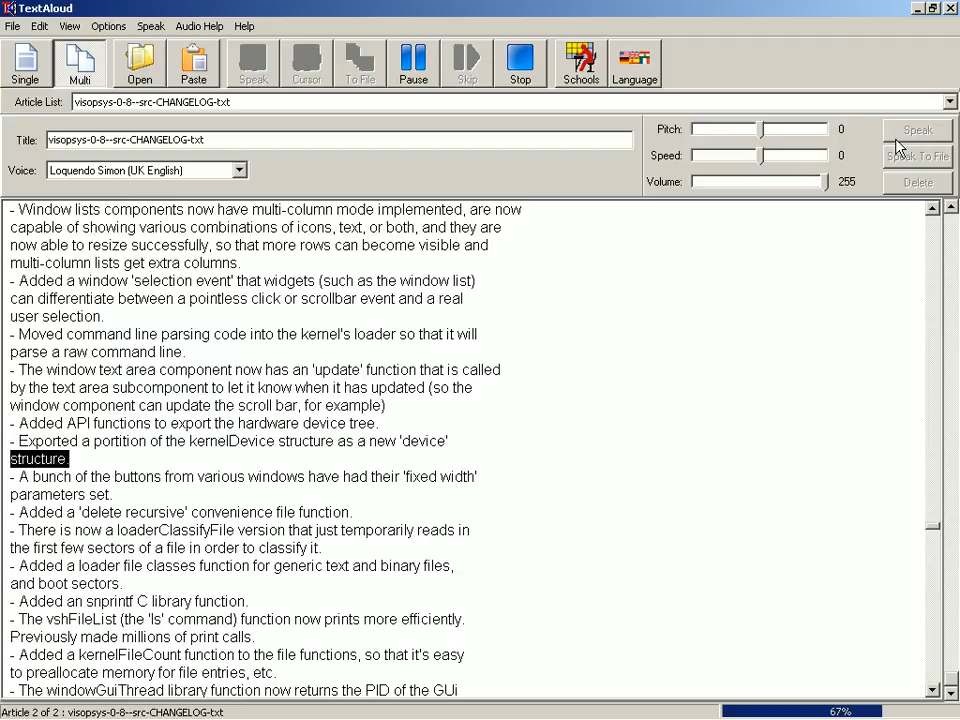 TextAloud
File Edit View Options Speak Audio Help Help
Single Multi Open Paste Speak Cursor To File Pause Skip Stop Schools Language
Article List: visopsys-0-8--src-CHANGELOG-txt
Title: visopsys-0-8--src-CHANGELOG-txt
Voice: Loquendo Simon (UK English)
Pitch: 0 Speak
Speed: 0 Speak To File
Volume: 255 Delete
- Window lists components now have multi-column mode implemented, are now
capable of showing various combinations of icons, text, or both, and they are
now able to resize successfully, so that more rows can become visible and
multi-column lists get extra columns.
- Added a window 'selection event' that widgets (such as the window list)
can differentiate between a pointless click or scrollbar event and a real
user selection.
- Moved command line parsing code into the kernel's loader so that it will
parse a raw command line.
- The window text area component now has an 'update' function that is called
by the text area subcomponent to let it know when it has updated (so the
window component can update the scroll bar, for example)
- Added API functions to export the hardware device tree.
- Exported a portition of the kernelDevice structure as a new 'device'
structure.
- A bunch of the buttons from various windows have had their 'fixed width'
parameters set.
- Added a 'delete recursive' convenience file function.
- There is now a loaderClassifyFile version that just temporarily reads in
the first few sectors of a file in order to classify it.
- Added a loader file classes function for generic text and binary files,
and boot sectors.
- Added an snprintf C library function.
- The vshFileList (the 'ls' command) function now prints more efficiently.
Previously made millions of print calls.
- Added a kernelFileCount function to the file functions, so that it's easy
to preallocate memory for file entries, etc.
- The windowGuiThread library function now returns the PID of the GUi
Article 2 of 2 : visopsys-0-8--src-CHANGELOG-txt 67%